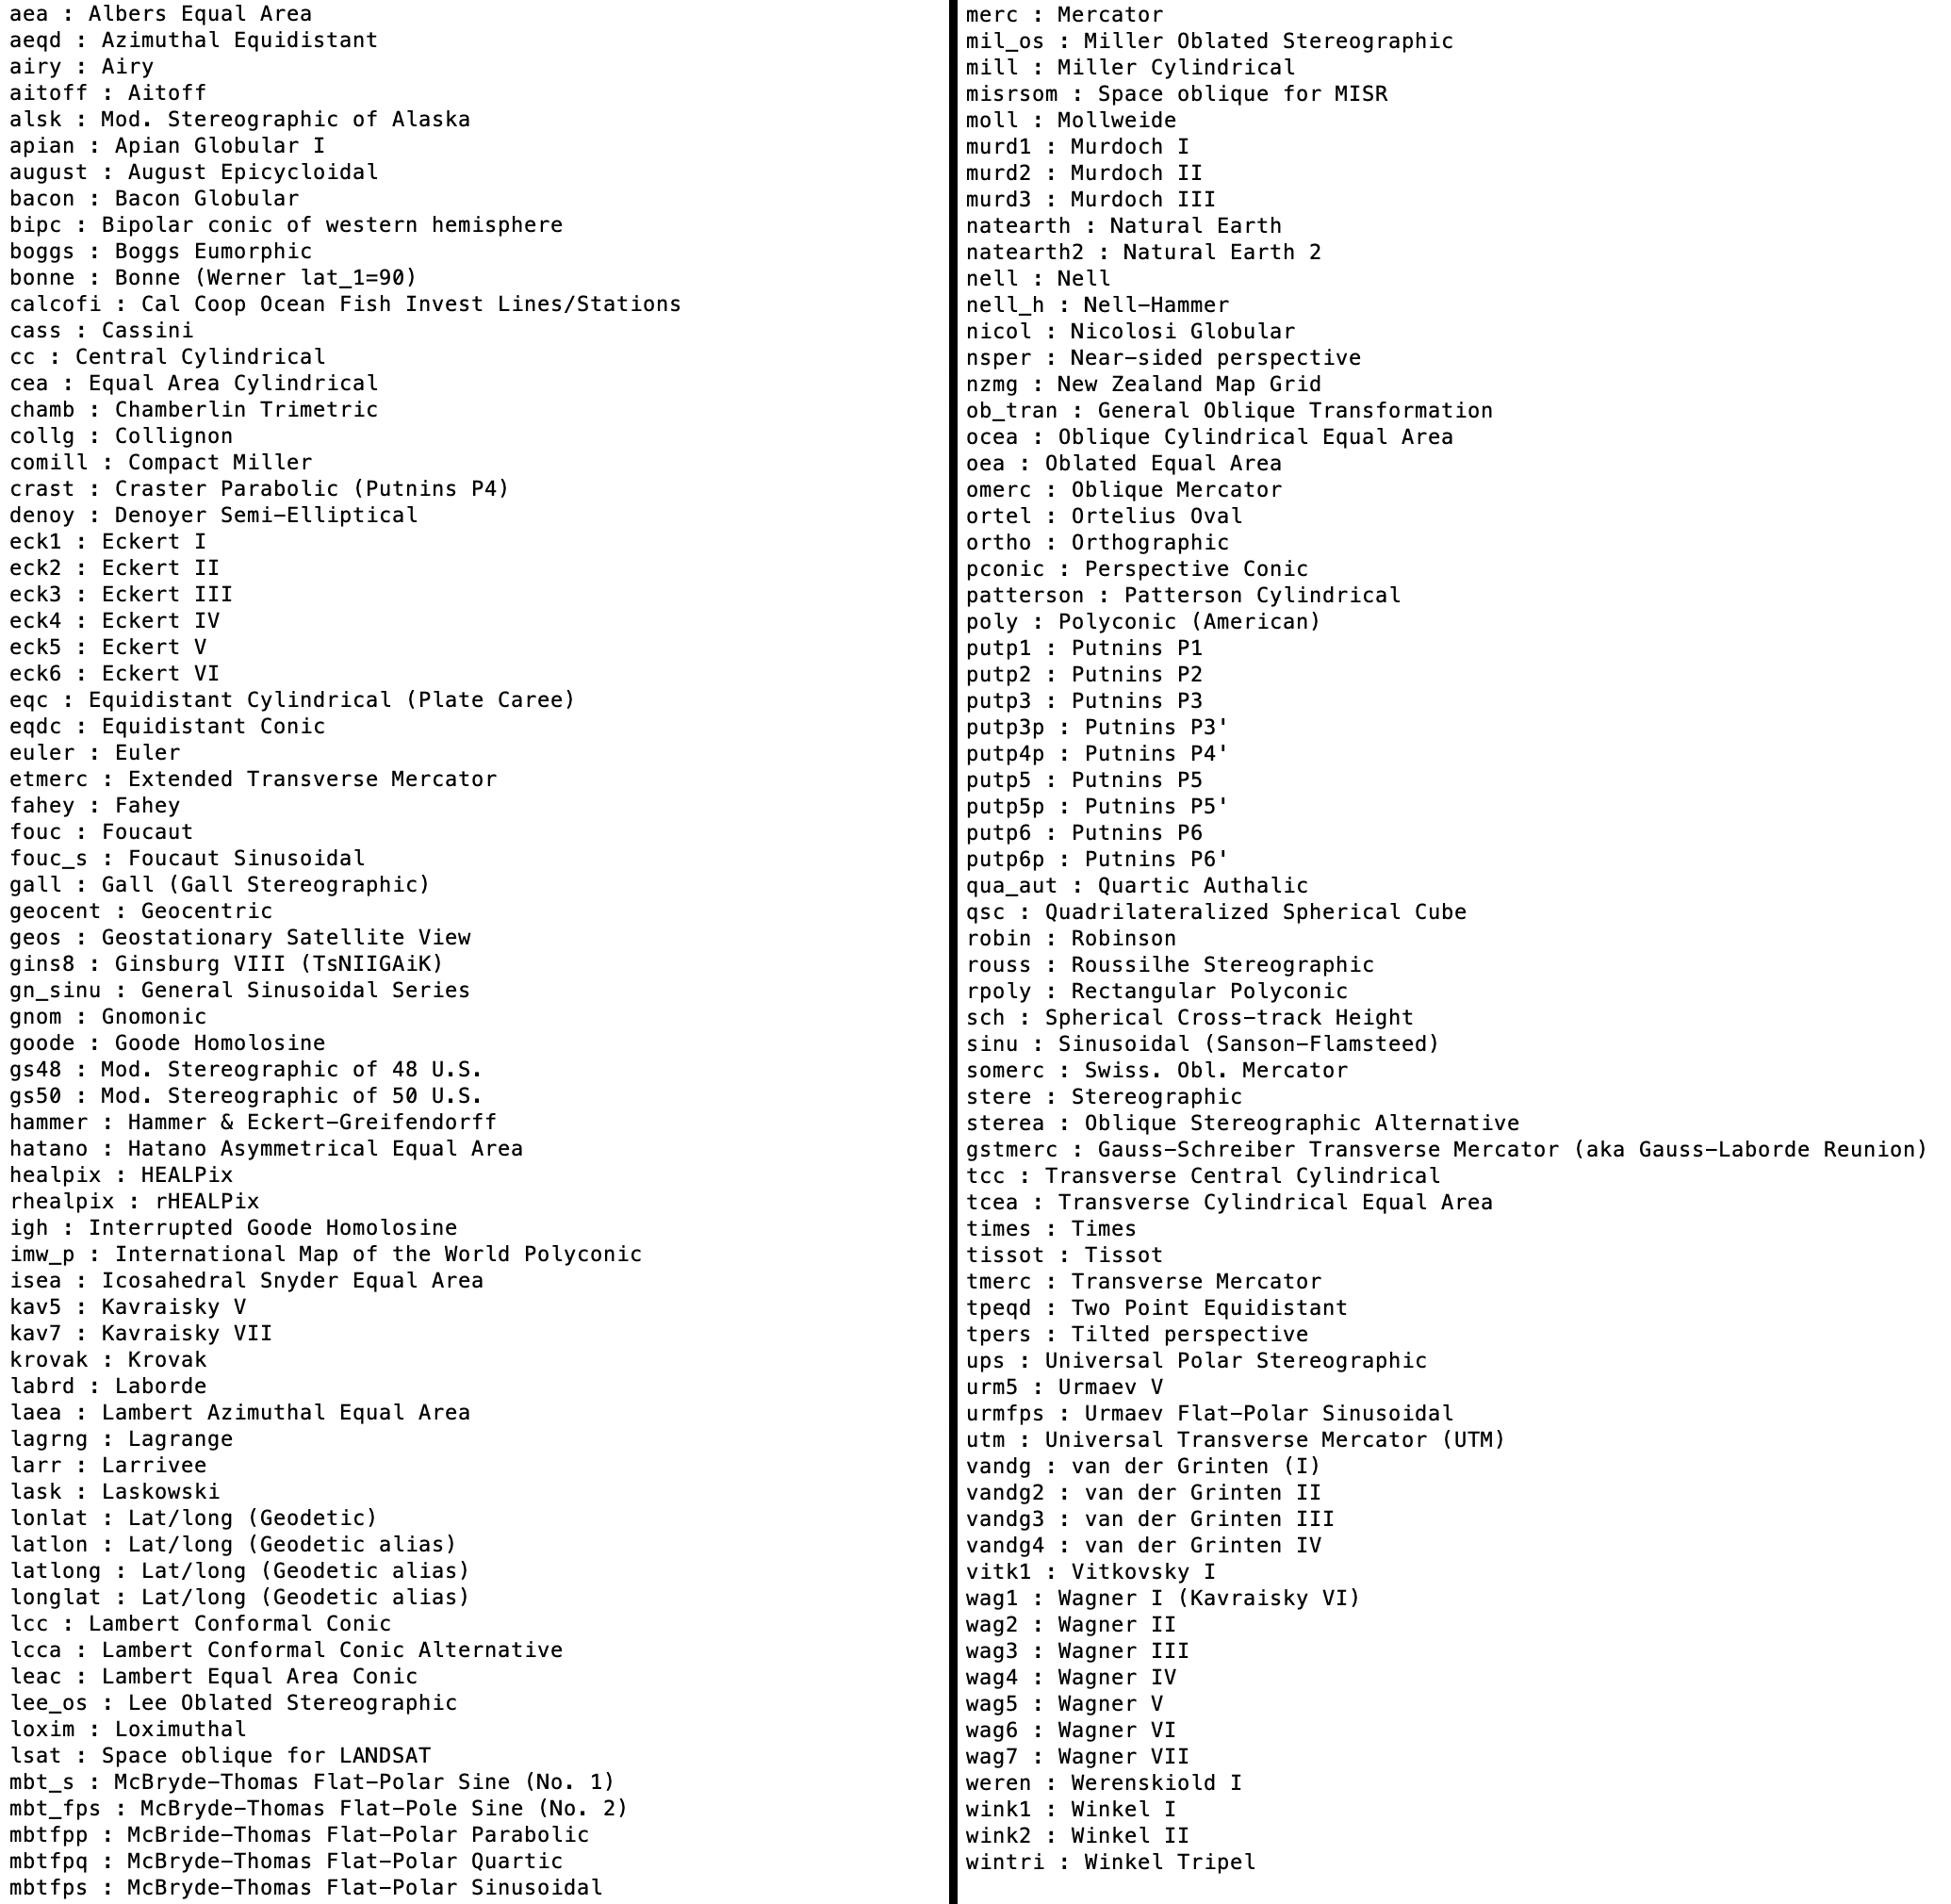 aea : Albers Equal Area
aeqd : Azimuthal Equidistant
airy : Airy
aitoff : Aitoff
alsk : Mod. Stereographic of Alaska
apian : Apian Globular I
august : August Epicycloidal
bacon : Bacon Globular
bipc : Bipolar conic of western hemisphere
boggs : Boggs Eumorphic
bonne : Bonne (Werner lat_1=90)
calcofi : Cal Coop Ocean Fish Invest Lines/Stations
cass : Cassini
cc : Central Cylindrical
cea : Equal Area Cylindrical
chamb : Chamberlin Trimetric
collg : Collignon
comill : Compact Miller
crast : Craster Parabolic (Putnins P4)
denoy : Denoyer Semi-Elliptical
eck1 : Eckert I
eck2 : Eckert II
eck3 : Eckert III
eck4 : Eckert IV
eck5 : Eckert V
eck6 : Eckert VI
eqc : Equidistant Cylindrical (Plate Caree)
eqdc : Equidistant Conic
euler : Euler
etmerc : Extended Transverse Mercator
fahey : Fahey
fouc : Foucaut
fouc_s : Foucaut Sinusoidal
gall : Gall (Gall Stereographic)
geocent : Geocentric
geos : Geostationary Satellite View
gins8 : Ginsburg VIII (TsNIIGAiK)
gn_sinu : General Sinusoidal Series
gnom : Gnomonic
goode : Goode Homolosine
gs48 : Mod. Stereographic of 48 U.S.
gs50 : Mod. Stereographic of 50 U.S.
hammer : Hammer & Eckert-Greifendorff
hatano : Hatano Asymmetrical Equal Area
healpix : HEALPix
rhealpix : rHEALPix
igh : Interrupted Goode Homolosine
imw_p : International Map of the World Polyconic
isea : Icosahedral Snyder Equal Area
kav5 : Kavraisky V
kav7 : Kavraisky VII
krovak : Krovak
labrd : Laborde
laea : Lambert Azimuthal Equal Area
lagrng : Lagrange
larr : Larrivee
lask : Laskowski
lonlat : Lat/long (Geodetic)
latlon : Lat/long (Geodetic alias)
latlong : Lat/long (Geodetic alias)
longlat : Lat/long (Geodetic alias)
lcc : Lambert Conformal Conic
lcca : Lambert Conformal Conic Alternative
leac : Lambert Equal Area Conic
lee_os : Lee Oblated Stereographic
loxim : Loximuthal
lsat : Space oblique for LANDSAT
mbt_s : McBryde-Thomas Flat-Polar Sine (No. 1)
mbt_fps : McBryde-Thomas Flat-Pole Sine (No. 2)
mbtfpp : McBride-Thomas Flat-Polar Parabolic
mbtfpq : McBryde-Thomas Flat-Polar Quartic
mbtfps : McBryde-Thomas Flat-Polar Sinusoidal
merc : Mercator
mil_os : Miller Oblated Stereographic
mill : Miller Cylindrical
misrsom : Space oblique for MISR
moll : Mollweide
murd1 : Murdoch I
murd2 : Murdoch II
murd3 : Murdoch III
natearth : Natural Earth
natearth2 : Natural Earth 2
nell : Nell
nell_h : Nell-Hammer
nicol : Nicolosi Globular
nsper : Near-sided perspective
nzmg : New Zealand Map Grid
ob_tran : General Oblique Transformation
ocea : Oblique Cylindrical Equal Area
oea : Oblated Equal Area
omerc : Oblique Mercator
ortel : Ortelius Oval
ortho : Orthographic
pconic : Perspective Conic
patterson : Patterson Cylindrical
poly : Polyconic (American)
putp1 : Putnins P1
putp2 : Putnins P2
putp3 : Putnins P3
putp3p : Putnins P3'
putp4p : Putnins P4'
putp5 : Putnins P5
putp5p : Putnins P5'
putp6 : Putnins P6
putp6p : Putnins P6'
qua_aut : Quartic Authalic
qsc : Quadrilateralized Spherical Cube
robin : Robinson
rouss : Roussilhe Stereographic
rpoly : Rectangular Polyconic
sch : Spherical Cross-track Height
sinu : Sinusoidal (Sanson-Flamsteed)
somerc : Swiss. Obl. Mercator
stere : Stereographic
sterea : Oblique Stereographic Alternative
gstmerc : Gauss-Schreiber Transverse Mercator (aka Gauss-Laborde Reunion)
tcc : Transverse Central Cylindrical
tcea : Transverse Cylindrical Equal Area
times : Times
tissot : Tissot
tmerc : Transverse Mercator
tpeqd : Two Point Equidistant
tpers : Tilted perspective
ups : Universal Polar Stereographic
urm5 : Urmaev V
urmfps : Urmaev Flat-Polar Sinusoidal
utm : Universal Transverse Mercator (UTM)
vandg : van der Grinten (I)
vandg2 : van der Grinten II
vandg3 : van der Grinten III
vandg4 : van der Grinten IV
vitk1 : Vitkovsky I
wag1 : Wagner I (Kavraisky VI)
wag2 : Wagner II
wag3 : Wagner III
wag4 : Wagner IV
wag5 : Wagner V
wag6 : Wagner VI
wag7 : Wagner VII
weren : Werenskiold I
wink1 : Winkel I
wink2 : Winkel II
wintri : Winkel Tripel